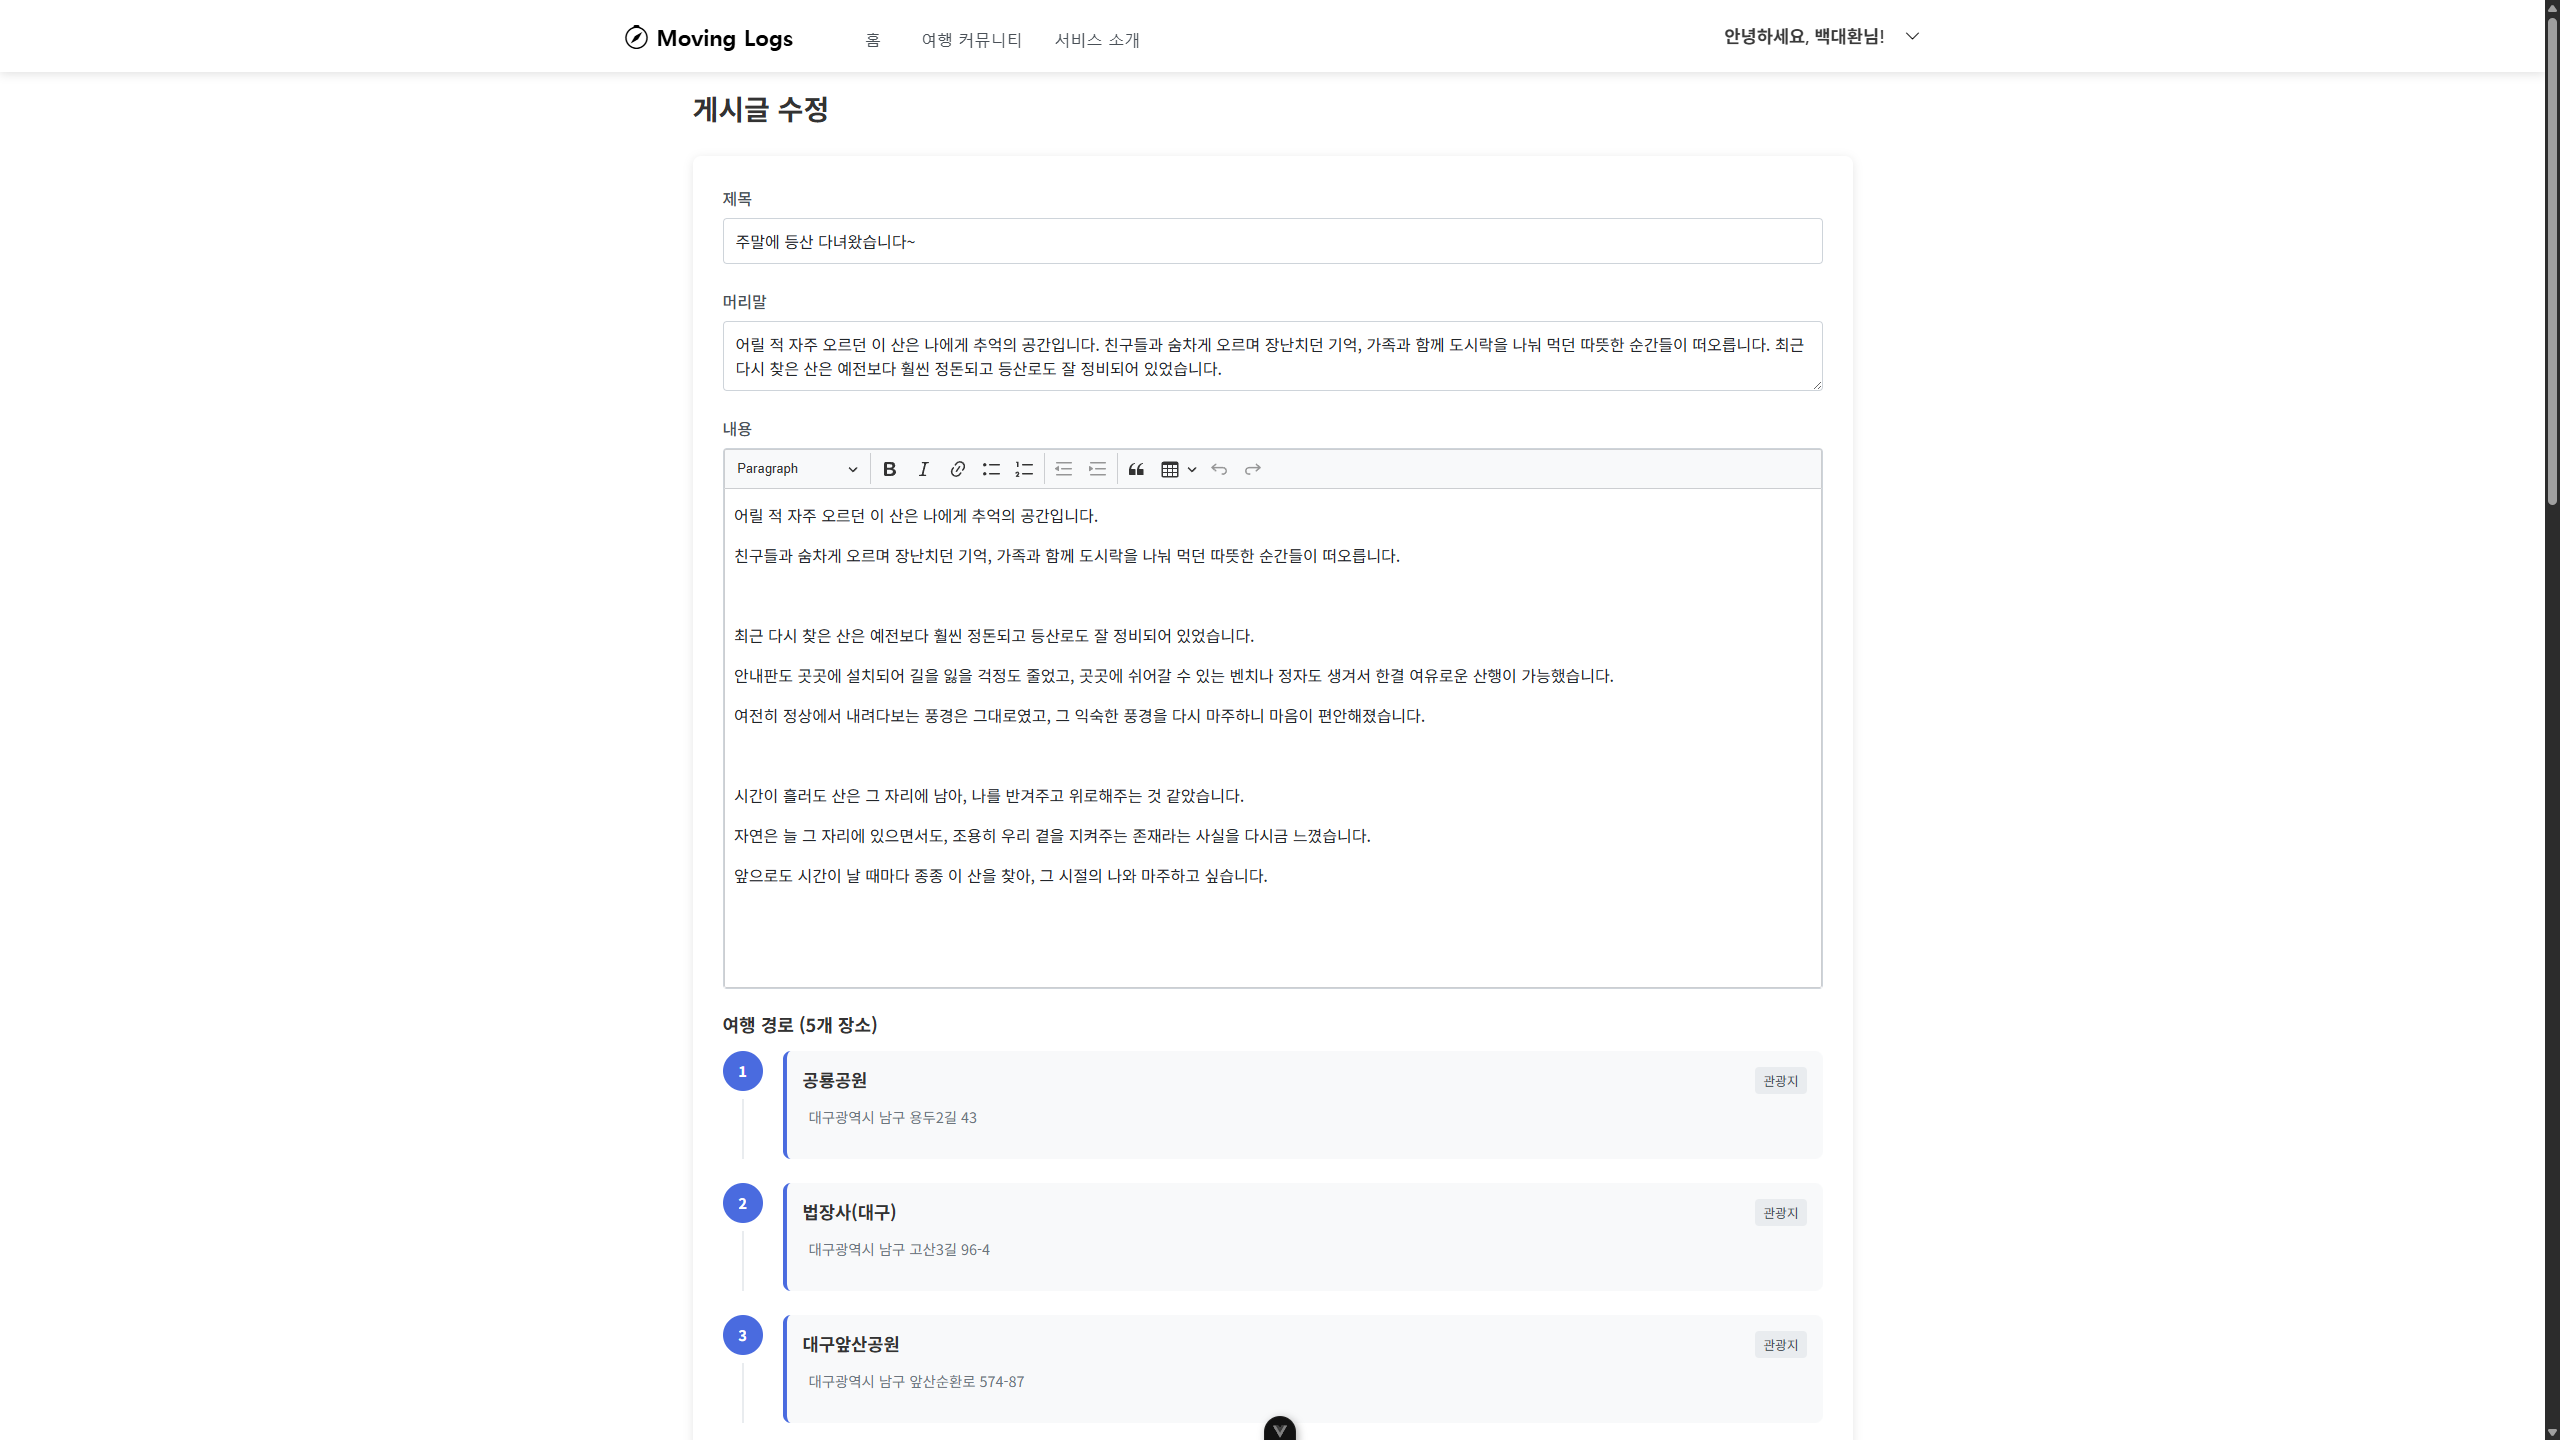 Moving Logs
홈
여행 커뮤니티
서비스 소개
안녕하세요, 백대환님!
게시글 수정
제목
주말에 등산 다녀왔습니다~
머리말
어릴 적 자주 오르던 이 산은 나에게 추억의 공간입니다. 친구들과 숨차게 오르며 장난치던 기억, 가족과 함께 도시락을 나눠 먹던 따뜻한 순간들이 떠오릅니다. 최근
다시 찾은 산은 예전보다 훨씬 정돈되고 등산로도 잘 정비되어 있었습니다.
내용
Paragraph
어릴 적 자주 오르던 이 산은 나에게 추억의 공간입니다.
친구들과 숨차게 오르며 장난치던 기억, 가족과 함께 도시락을 나눠 먹던 따뜻한 순간들이 떠오릅니다.
최근 다시 찾은 산은 예전보다 훨씬 정돈되고 등산로도 잘 정비되어 있었습니다.
안내판도 곳곳에 설치되어 길을 잃을 걱정도 줄었고, 곳곳에 쉬어갈 수 있는 벤치나 정자도 생겨서 한결 여유로운 산행이 가능했습니다.
여전히 정상에서 내려다보는 풍경은 그대로였고, 그 익숙한 풍경을 다시 마주하니 마음이 편안해졌습니다.
시간이 흘러도 산은 그 자리에 남아, 나를 반겨주고 위로해주는 것 같았습니다.
자연은 늘 그 자리에 있으면서도, 조용히 우리 곁을 지켜주는 존재라는 사실을 다시금 느꼈습니다.
앞으로도 시간이 날 때마다 종종 이 산을 찾아, 그 시절의 나와 마주하고 싶습니다.
여행 경로 (5개 장소)
1
공룡공원
관광지
대구광역시 남구 용두2길 43
2
법장사(대구)
관광지
대구광역시 남구 고산3길 96-4
3
대구앞산공원
관광지
대구광역시 남구 앞산순환로 574-87